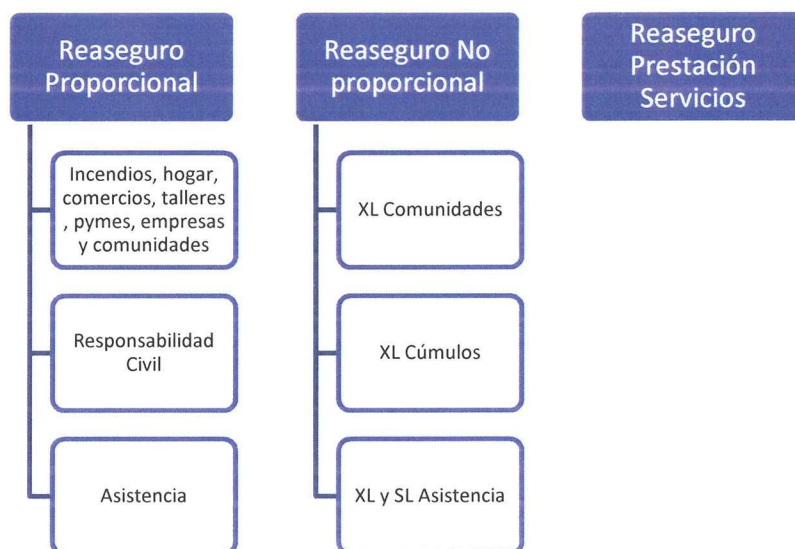 Reaseguro
Proporcional
Incendios, hogar,
comercios, talleres
, pymes, empresas
y comunidades
Responsabilidad
Civil
Asistencia
Reaseguro No
proporcional
XL Comunidades
XL Cúmulos
XL y SL Asistencia
Reaseguro
Prestación
Servicios